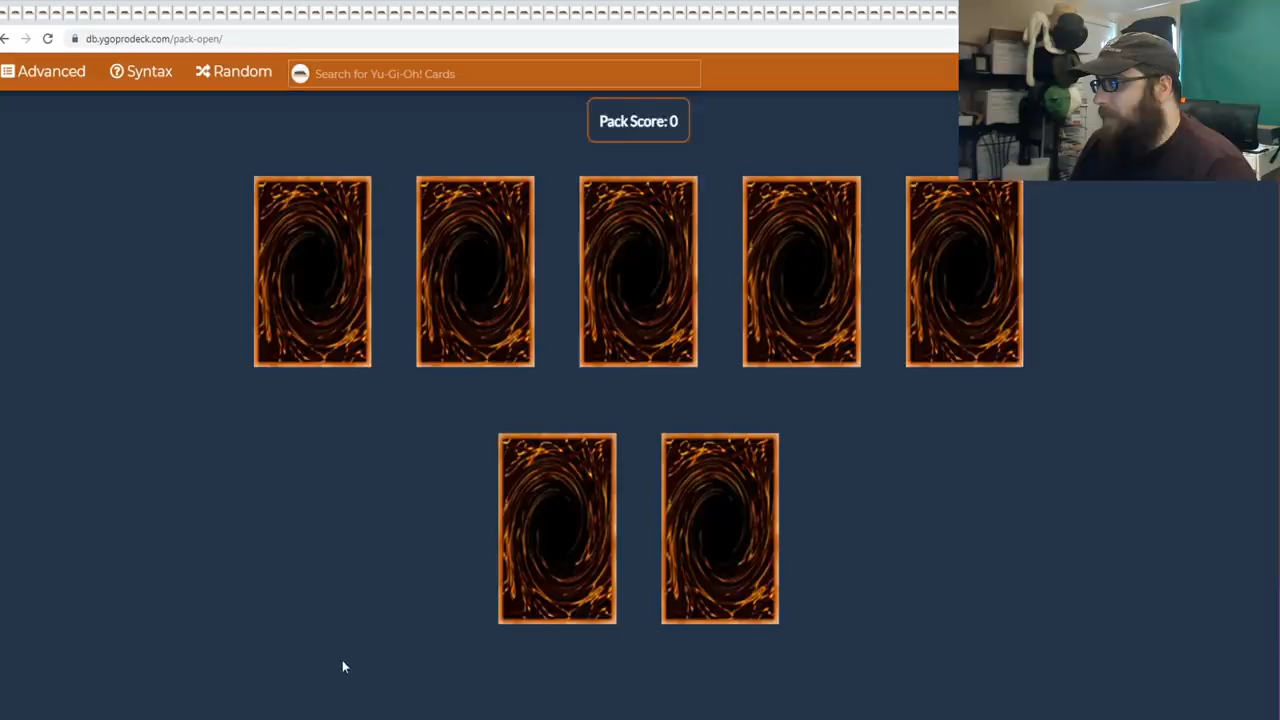 db.ygoprodeck.com/pack-open/
Advanced
Syntax
Random
Search for Yu-Gi-Oh! Cards
Pack Score: 0